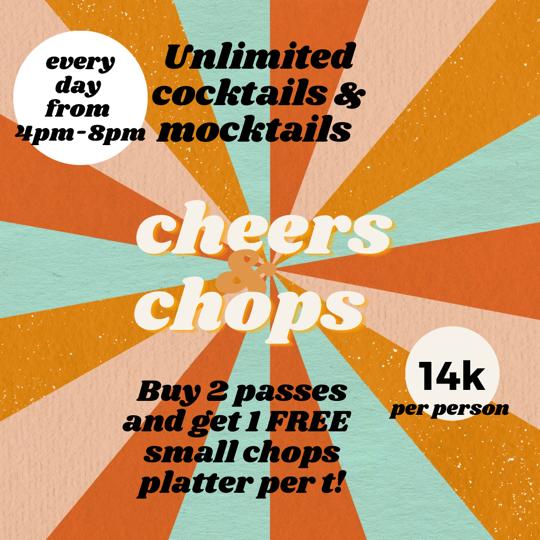 every
day
from
4pm-8pm
Unlimited
cocktails &
mocktails
cheers
&
chops
14k
per person
Buy 2 passes
and get 1 FREE
small chops
platter per t!